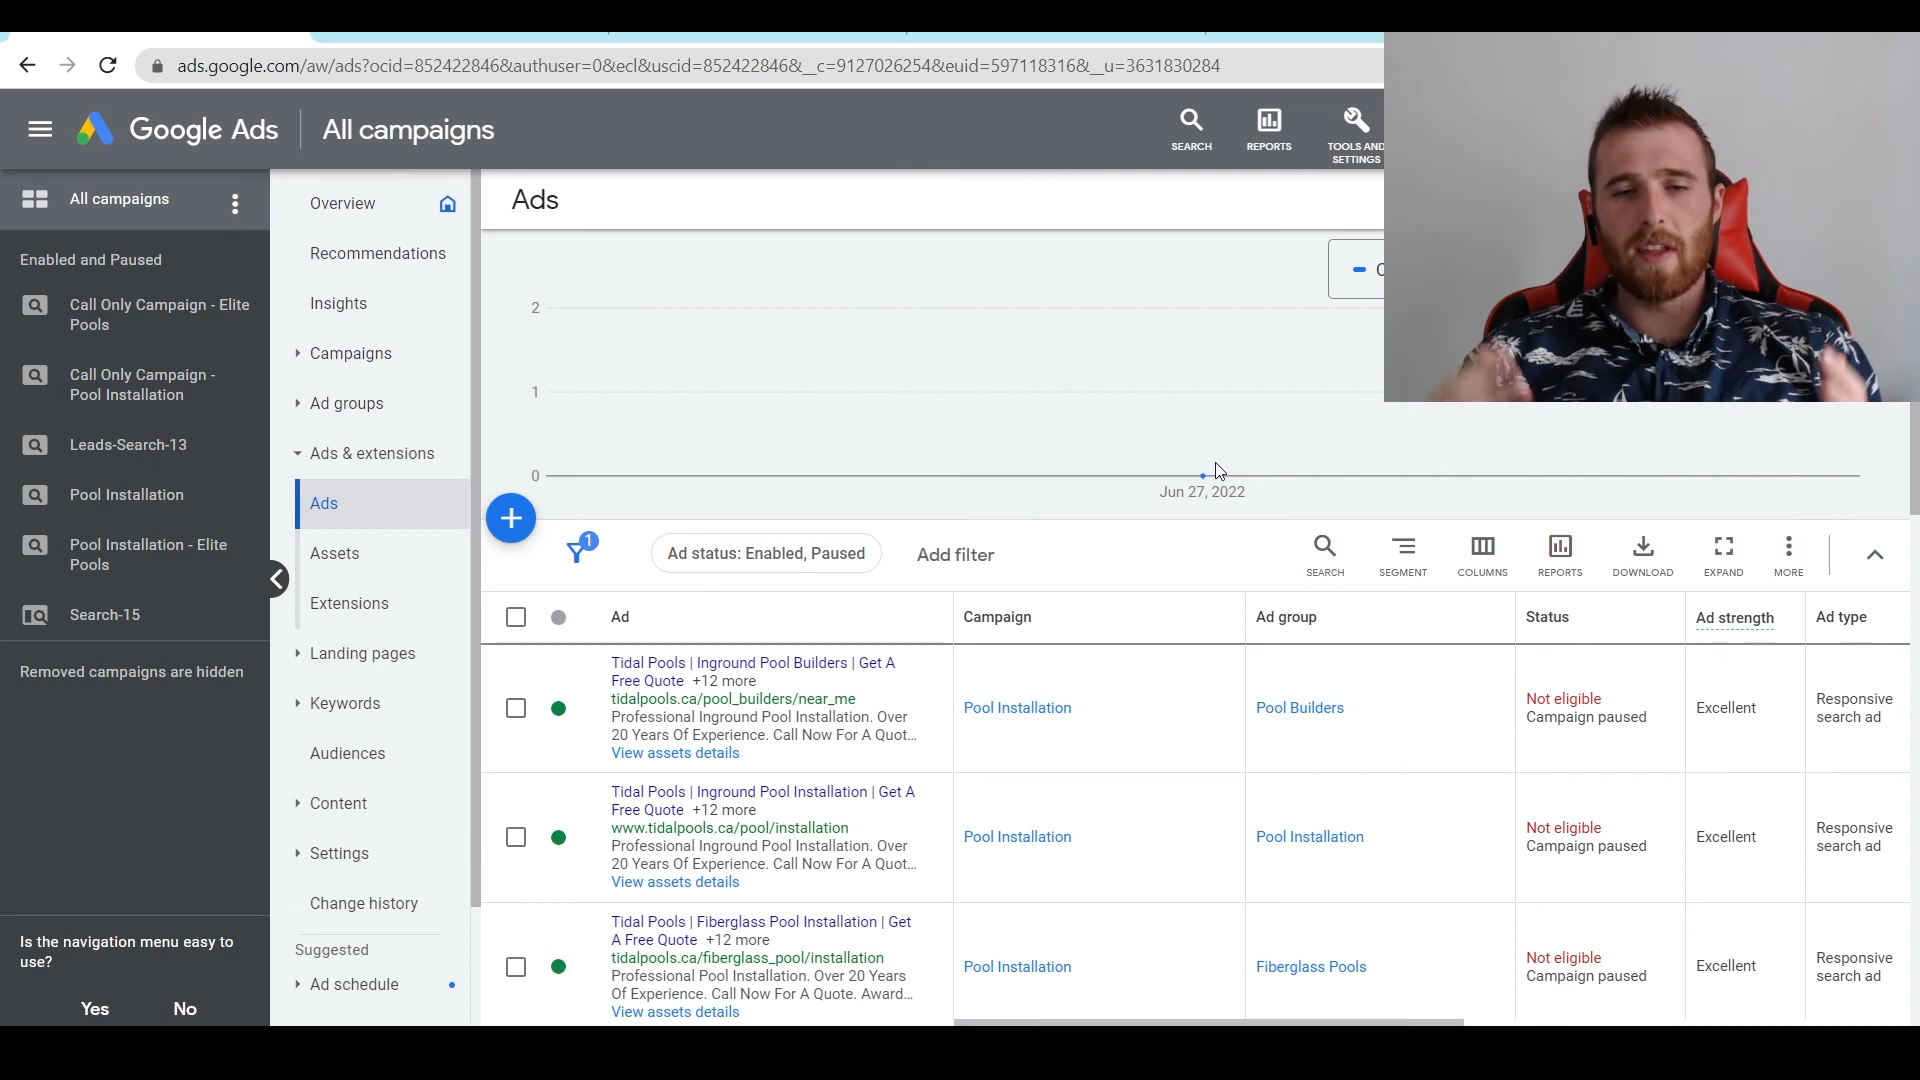 ads.google.com/aw/ads?ocid=852422846&authuser=0&ecl&uscid=852422846&__c=9127026254&euid=597118316&__u=3631830284
Google Ads
All campaigns
SEARCH
REPORTS
TOOLS AND
SETTINGS
All campaigns
Enabled and Paused
Call Only Campaign - Elite
Pools
Call Only Campaign -
Pool Installation
Leads-Search-13
Pool Installation
Pool Installation - Elite
Pools
Search-15
Removed campaigns are hidden
Is the navigation menu easy to
use?
Yes
No
Overview
Recommendations
Insights
Campaigns
Ad groups
Ads & extensions
Ads
Assets
Extensions
Landing pages
Keywords
Audiences
Content
Settings
Change history
Suggested
Ad schedule
Ads
2
1
0
Jun 27, 2022
1
Ad status: Enabled, Paused
Add filter
SEARCH
SEGMENT
COLUMNS
REPORTS
DOWNLOAD
EXPAND
MORE
Ad
Campaign
Ad group
Status
Ad strength
Ad type
Tidal Pools | Inground Pool Builders | Get A
Free Quote +12 more
tidalpools.ca/pool_builders/near_me
Professional Inground Pool Installation. Over
20 Years Of Experience. Call Now For A Quot...
View assets details
Pool Installation
Pool Builders
Not eligible
Campaign paused
Excellent
Responsive
search ad
Tidal Pools | Inground Pool Installation | Get A
Free Quote +12 more
www.tidalpools.ca/pool/installation
Professional Inground Pool Installation. Over
20 Years Of Experience. Call Now For A Quot...
View assets details
Pool Installation
Pool Installation
Not eligible
Campaign paused
Excellent
Responsive
search ad
Tidal Pools | Fiberglass Pool Installation | Get
A Free Quote +12 more
tidalpools.ca/fiberglass_pool/installation
Professional Pool Installation. Over 20 Years
Of Experience. Call Now For A Quote. Award...
View assets details
Pool Installation
Fiberglass Pools
Not eligible
Campaign paused
Excellent
Responsive
search ad